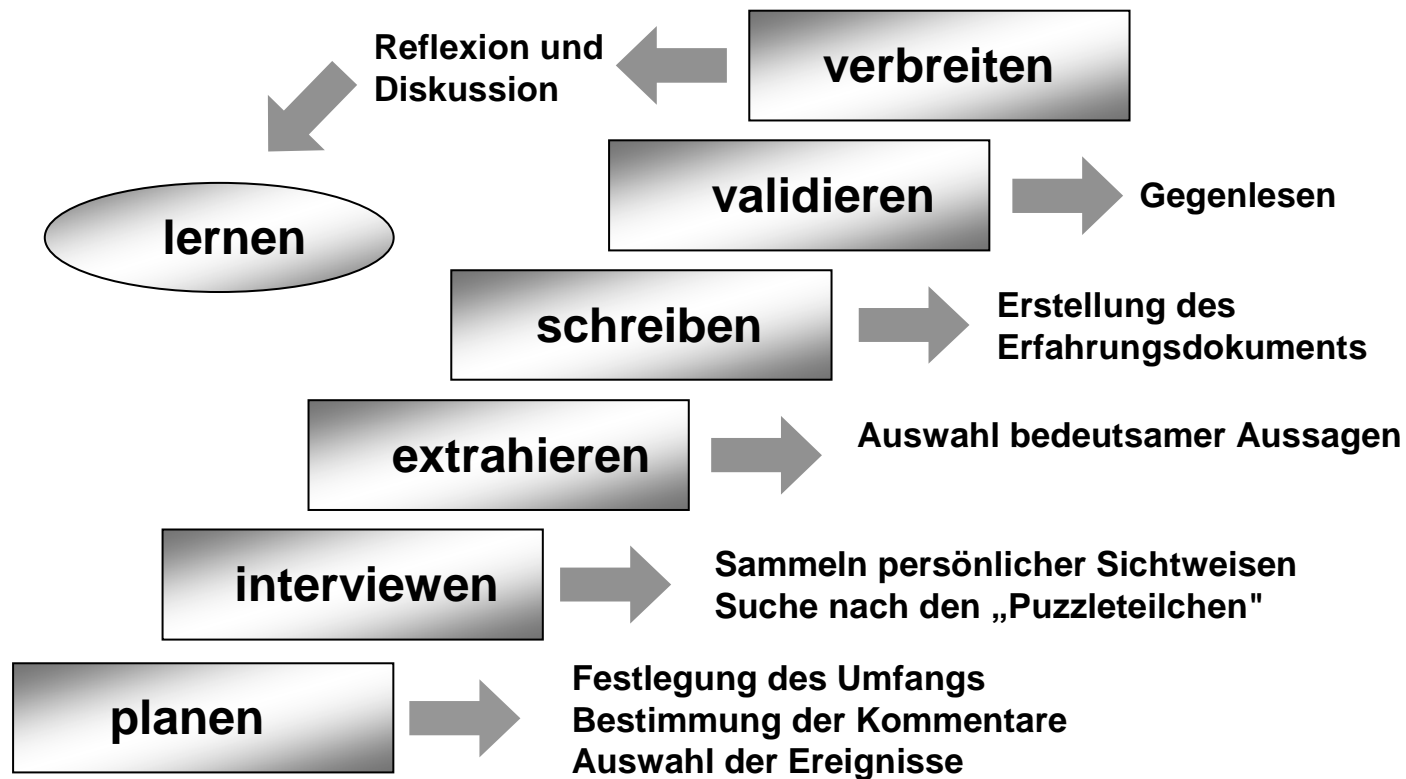 Reflexion und
Diskussion
verbreiten
validieren
Gegenlesen
lernen
schreiben
Erstellung des
Erfahrungsdokuments
extrahieren
Auswahl bedeutsamer Aussagen
interviewen
Sammeln persönlicher Sichtweisen
Suche nach den „Puzzleteilchen"
planen
Festlegung des Umfangs
Bestimmung der Kommentare
Auswahl der Ereignisse